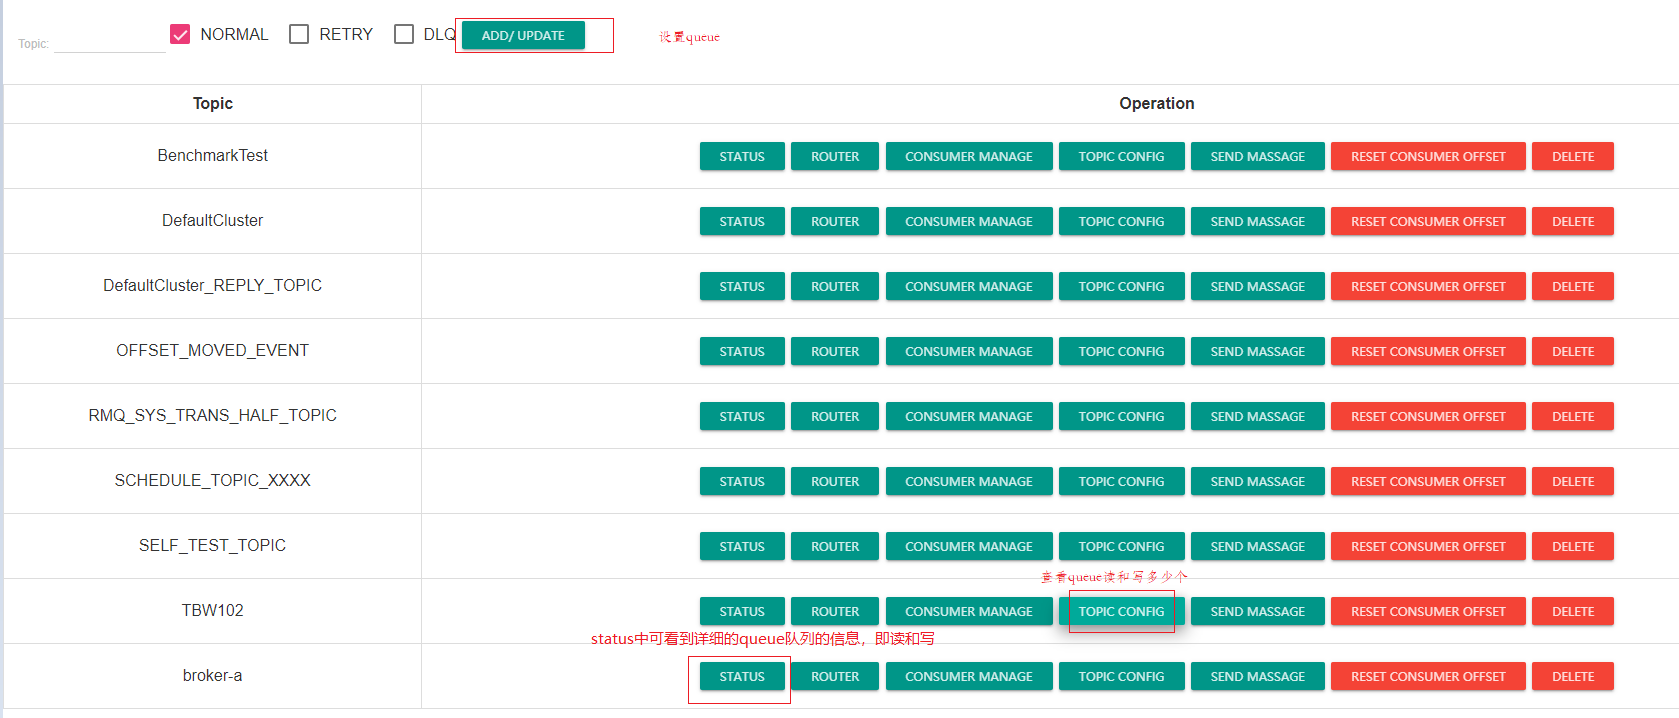 Topic: NORMAL RETRY DLQ ADD/ UPDATE 设置queue
Topic Operation
BenchmarkTest STATUS ROUTER CONSUMER MANAGE TOPIC CONFIG SEND MASSAGE RESET CONSUMER OFFSET DELETE
DefaultCluster STATUS ROUTER CONSUMER MANAGE TOPIC CONFIG SEND MASSAGE RESET CONSUMER OFFSET DELETE
DefaultCluster_REPLY_TOPIC STATUS ROUTER CONSUMER MANAGE TOPIC CONFIG SEND MASSAGE RESET CONSUMER OFFSET DELETE
OFFSET_MOVED_EVENT STATUS ROUTER CONSUMER MANAGE TOPIC CONFIG SEND MASSAGE RESET CONSUMER OFFSET DELETE
RMQ_SYS_TRANS_HALF_TOPIC STATUS ROUTER CONSUMER MANAGE TOPIC CONFIG SEND MASSAGE RESET CONSUMER OFFSET DELETE
SCHEDULE_TOPIC_XXXX STATUS ROUTER CONSUMER MANAGE TOPIC CONFIG SEND MASSAGE RESET CONSUMER OFFSET DELETE
SELF_TEST_TOPIC STATUS ROUTER CONSUMER MANAGE TOPIC CONFIG SEND MASSAGE RESET CONSUMER OFFSET DELETE
查看queue读和写多少个
TBW102 STATUS ROUTER CONSUMER MANAGE TOPIC CONFIG SEND MASSAGE RESET CONSUMER OFFSET DELETE
status中可看到详细的queue队列的信息，即读和写
broker-a STATUS ROUTER CONSUMER MANAGE TOPIC CONFIG SEND MASSAGE RESET CONSUMER OFFSET DELETE